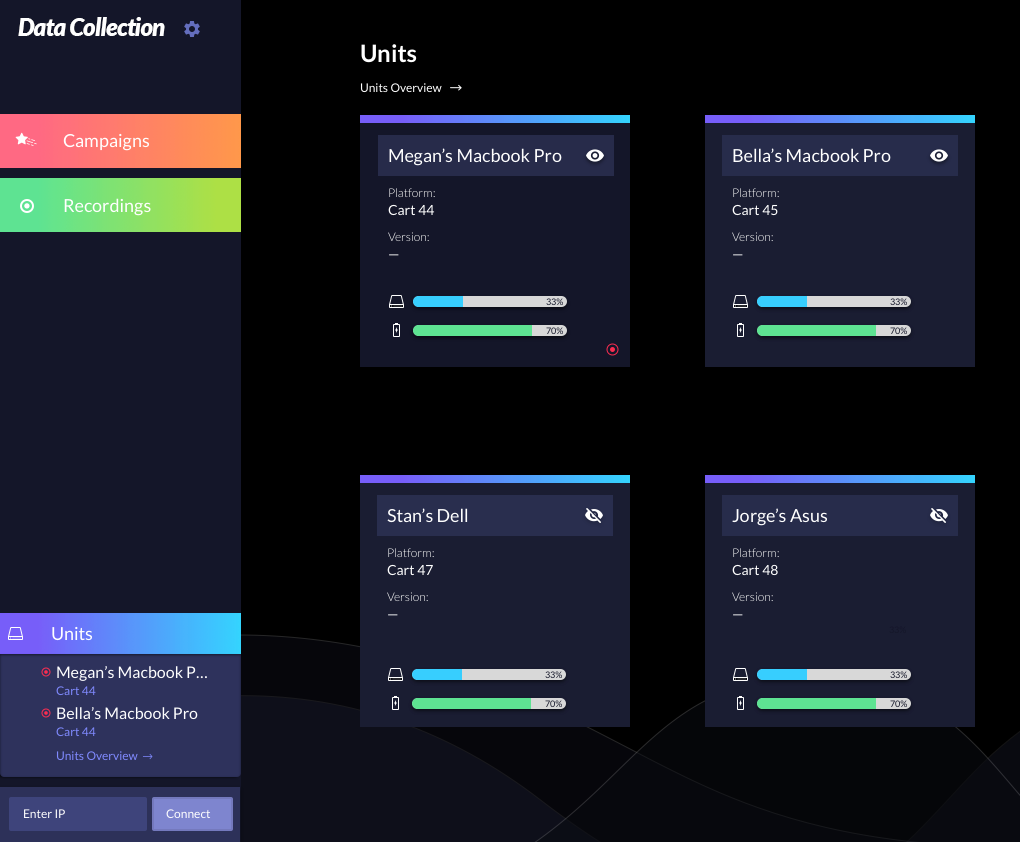 Data Collection
Campaigns
Recordings
Units
Megan’s Macbook P...
Cart 44
Bella’s Macbook Pro
Cart 44
Units Overview →
Enter IP
Connect
Units
Units Overview →
Megan’s Macbook Pro
Platform:
Cart 44
Version:
—
33%
70%
Bella’s Macbook Pro
Platform:
Cart 45
Version:
—
33%
70%
Stan’s Dell
Platform:
Cart 47
Version:
—
33%
70%
Jorge’s Asus
Platform:
Cart 48
Version:
—
33%
70%